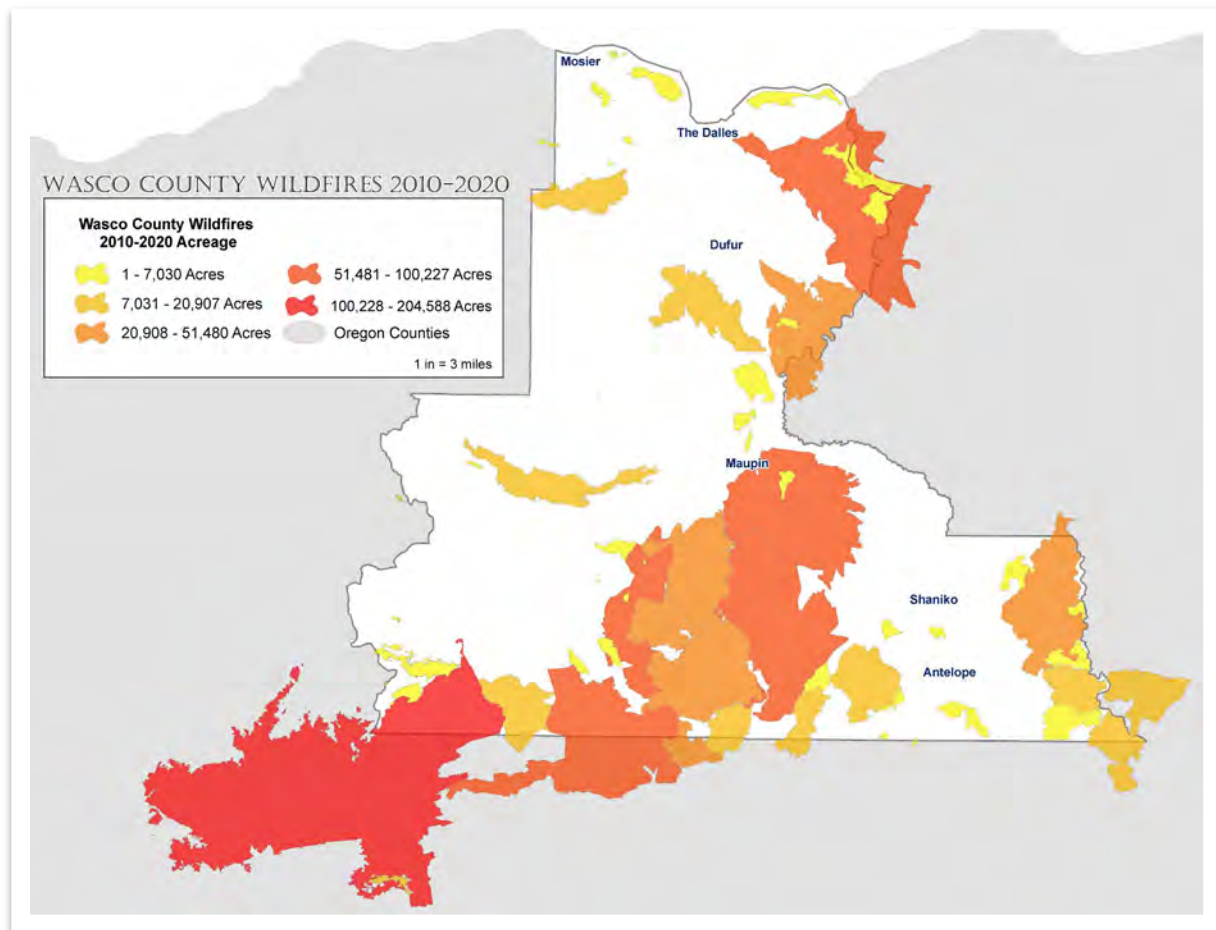 Mosier
The Dalles
WASCO COUNTY WILDFIRES 2010-2020
Wasco County Wildfires
2010-2020 Acreage
1 - 7,030 Acres
51,481 - 100,227 Acres
7,031 - 20,907 Acres
100,228 - 204,588 Acres
20,908 - 51,480 Acres
Oregon Counties
1 in = 3 miles
Dufur
Maupin
Shaniko
Antelope